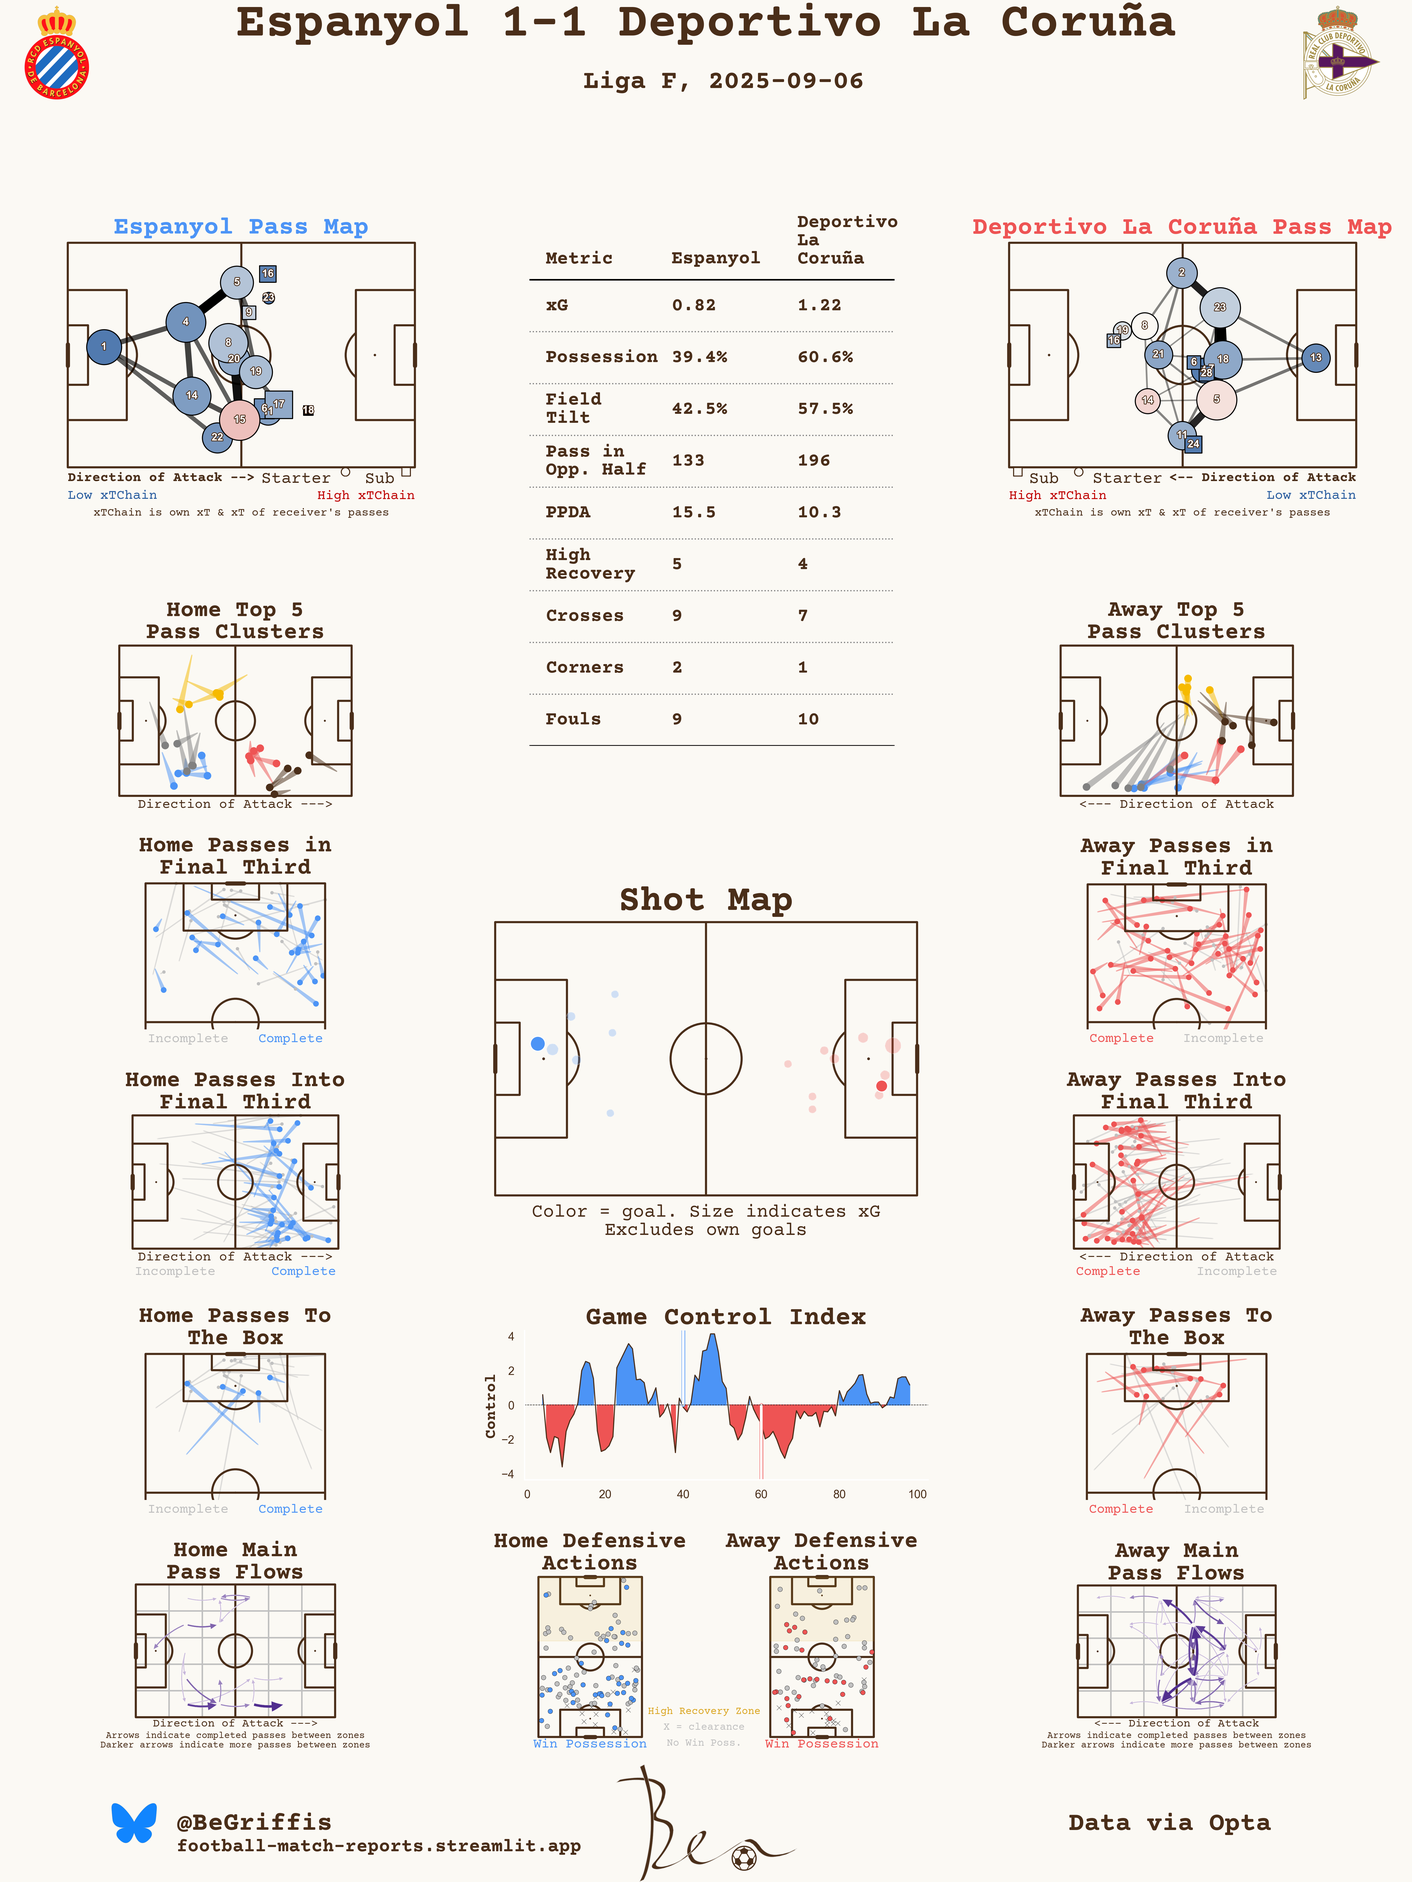 Espanyol 1-1 Deportivo La Coruña
Liga F, 2025-09-06
RCD ESPANYOL
DE BARCELONA
REAL CLUB DEPORTIVO
LA CORUÑA
Espanyol Pass Map
1
4
5
16
23
9
8
20
19
14
15
22
17
18
Direction of Attack --> Starter Sub
Low xTChain High xTChain
xTChain is own xT & xT of receiver's passes
Metric Espanyol Deportivo
La
Coruña
xG 0.82 1.22
Possession 39.4% 60.6%
Field
Tilt 42.5% 57.5%
Pass in
Opp. Half 133 196
PPDA 15.5 10.3
High
Recovery 5 4
Crosses 9 7
Corners 2 1
Fouls 9 10
Deportivo La Coruña Pass Map
2
23
19
8
16
21
6
18
13
28
14
5
11
24
Sub Starter <-- Direction of Attack
High xTChain Low xTChain
xTChain is own xT & xT of receiver's passes
Home Top 5
Pass Clusters
Direction of Attack --->
Away Top 5
Pass Clusters
<--- Direction of Attack
Home Passes in
Final Third
Incomplete Complete
Away Passes in
Final Third
Complete Incomplete
Shot Map
Color = goal. Size indicates xG
Excludes own goals
Home Passes Into
Final Third
Direction of Attack --->
Incomplete Complete
Away Passes Into
Final Third
<--- Direction of Attack
Complete Incomplete
Home Passes To
The Box
Incomplete Complete
Game Control Index
Control
4
2
0
−2
−4
0 20 40 60 80 100
Away Passes To
The Box
Complete Incomplete
Home Main
Pass Flows
Direction of Attack --->
Arrows indicate completed passes between zones
Darker arrows indicate more passes between zones
Home Defensive
Actions
Win Possession
Away Defensive
Actions
Win Possession
High Recovery Zone
X = clearance
No Win Poss.
Away Main
Pass Flows
<--- Direction of Attack
Arrows indicate completed passes between zones
Darker arrows indicate more passes between zones
@BeGriffis
football-match-reports.streamlit.app
Ben
Data via Opta